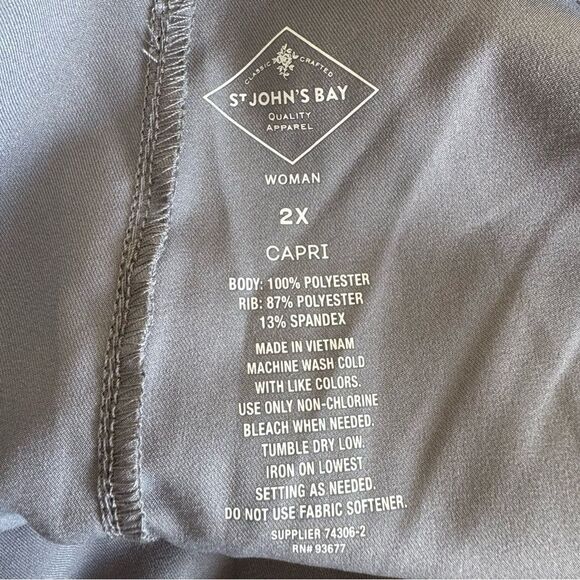 CLASSIC CRAFTED
ST JOHN'S BAY
QUALITY
APPAREL
WOMAN
2X
CAPRI
BODY: 100% POLYESTER
RIB: 87% POLYESTER
13% SPANDEX
MADE IN VIETNAM
MACHINE WASH COLD
WITH LIKE COLORS.
USE ONLY NON-CHLORINE
BLEACH WHEN NEEDED.
TUMBLE DRY LOW.
IRON ON LOWEST
SETTING AS NEEDED.
DO NOT USE FABRIC SOFTENER.
SUPPLIER 74306-2
RN# 93677